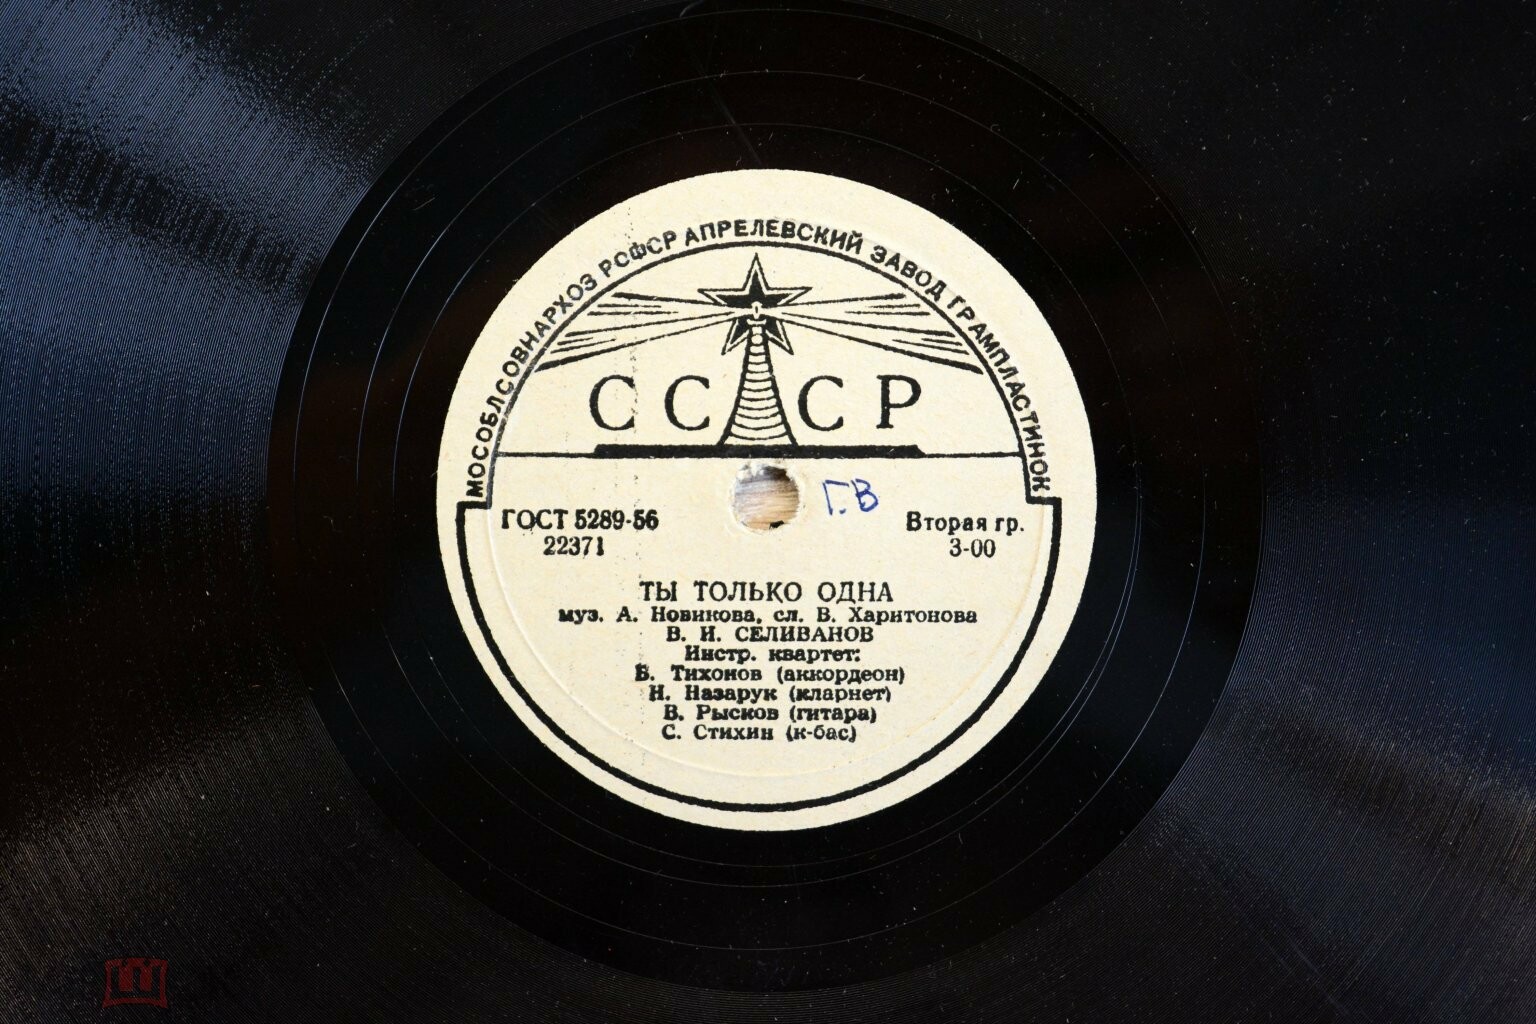 МОСОБЛСОВНАРХОЗ РСФСР АПРЕЛЕВСКИЙ ЗАВОД ГРАМПЛАСТИНОК
СССР
Г.В
ГОСТ 5289-56
Вторая гр.
22371
3-00
ТЫ ТОЛЬКО ОДНА
муз. А. Новикова, сл. В. Харитонова
В. И. СЕЛИВАНОВ
Инстр. квартет:
Б. Тихонов (аккордеон)
Н. Назарук (кларнет)
В. Рысков (гитара)
С. Стихин (к-бас)